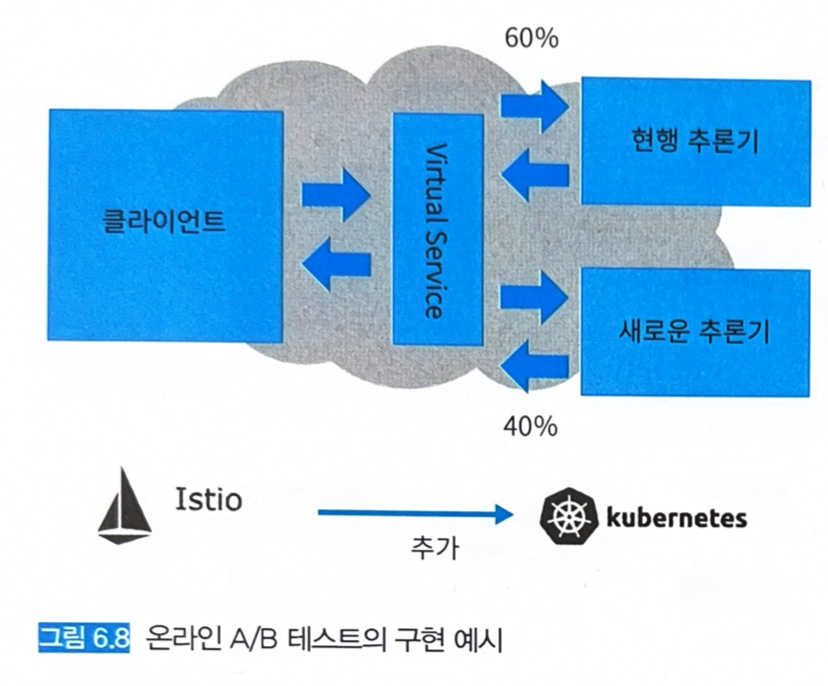 60%
클라이언트
Virtual Service
현행 추론기
새로운 추론기
40%
Istio
추가
kubernetes
그림 6.8 온라인 A/B 테스트의 구현 예시